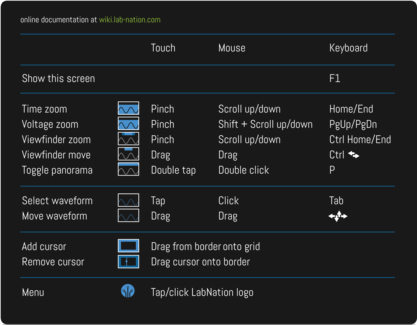 online documentation at wiki.lab-nation.com
Touch Mouse Keyboard
Show this screen F1
Time zoom Pinch Scroll up/down Home/End
Voltage zoom Pinch Shift + Scroll up/down PgUp/PgDn
Viewfinder zoom Pinch Scroll up/down Ctrl Home/End
Viewfinder move Drag Drag Ctrl
Toggle panorama Double tap Double click P
Select waveform Tap Click Tab
Move waveform Drag Drag
Add cursor Drag from border onto grid
Remove cursor Drag cursor onto border
Menu Tap/click LabNation logo